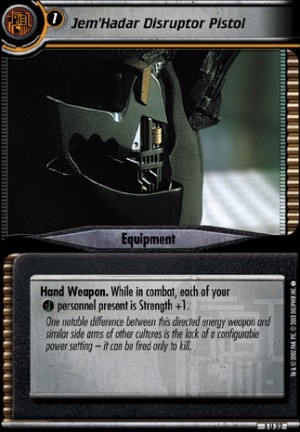 1 Jem'Hadar Disruptor Pistol
Equipment
Hand Weapon. While in combat, each of your
personnel present is Strength +1.
One notable difference between this directed energy weapon and
similar side arms of other cultures is the lack of a configurable
power setting – it can be fired only to kill.
3 U 32